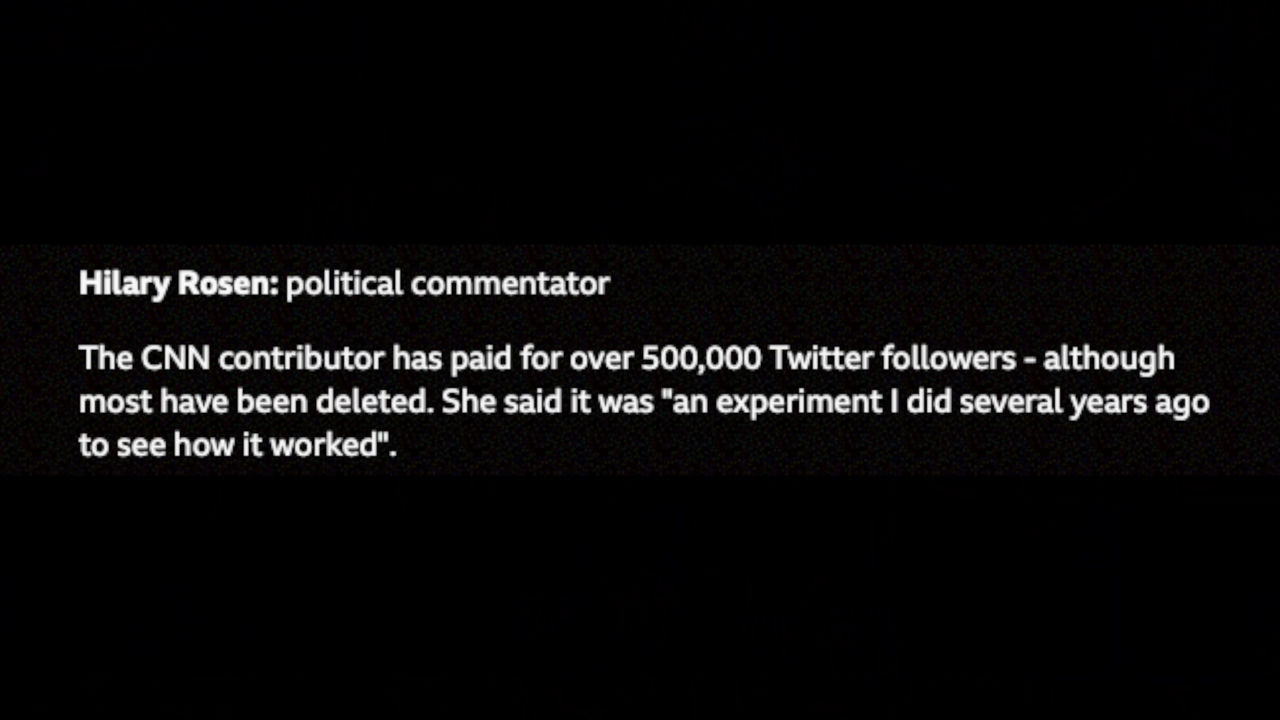 Hilary Rosen: political commentator
The CNN contributor has paid for over 500,000 Twitter followers - although
most have been deleted. She said it was "an experiment I did several years ago
to see how it worked".